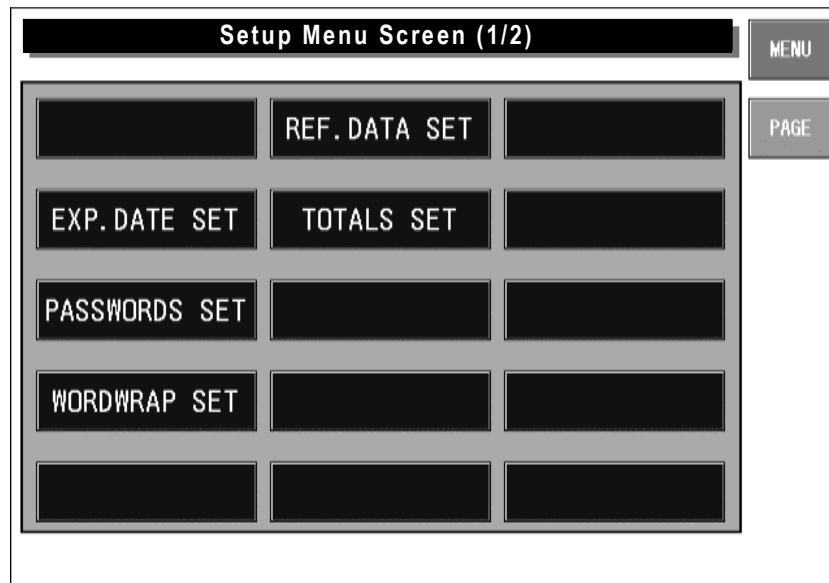 Setup Menu Screen (1/2)
MENU
REF.DATA SET
PAGE
EXP.DATE SET
TOTALS SET
PASSWORDS SET
WORDWRAP SET